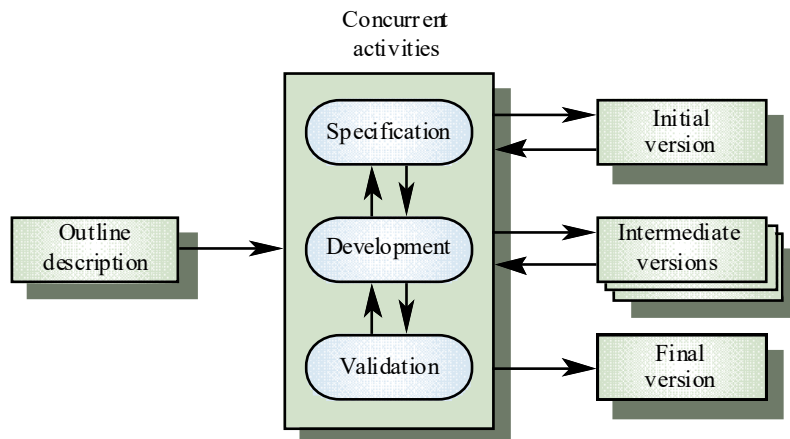 Concurrent
activities
Specification
Initial
version
Outline
description
Development
Intermediate
versions
Validation
Final
version